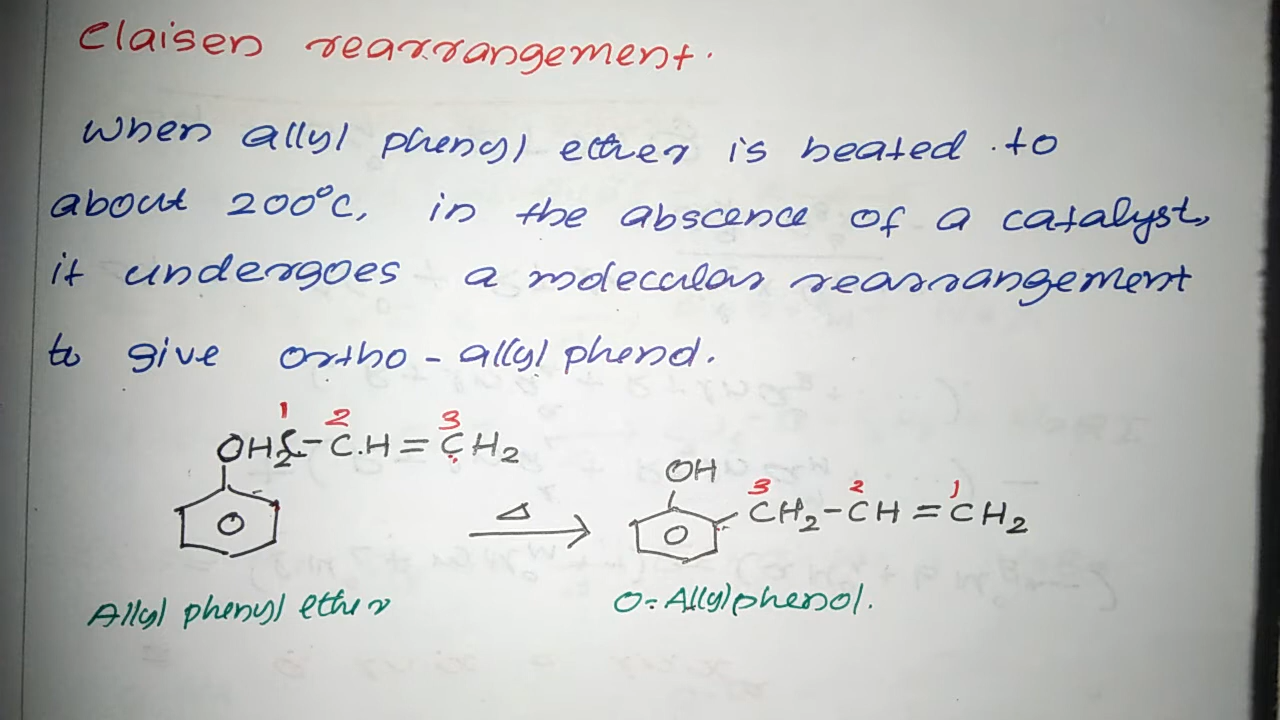 Claisen rearrangement.
When allyl phenyl ether is heated to
about 200°C, in the abscence of a catalyst,
it undergoes a molecular rearrangement
to give ortho-allyl phenol.
1 2 3
OH₂C-CH=CH₂
OH
3 2 1
CH₂-CH=CH₂
Δ
Allyl phenyl ether
O-Allylphenol.